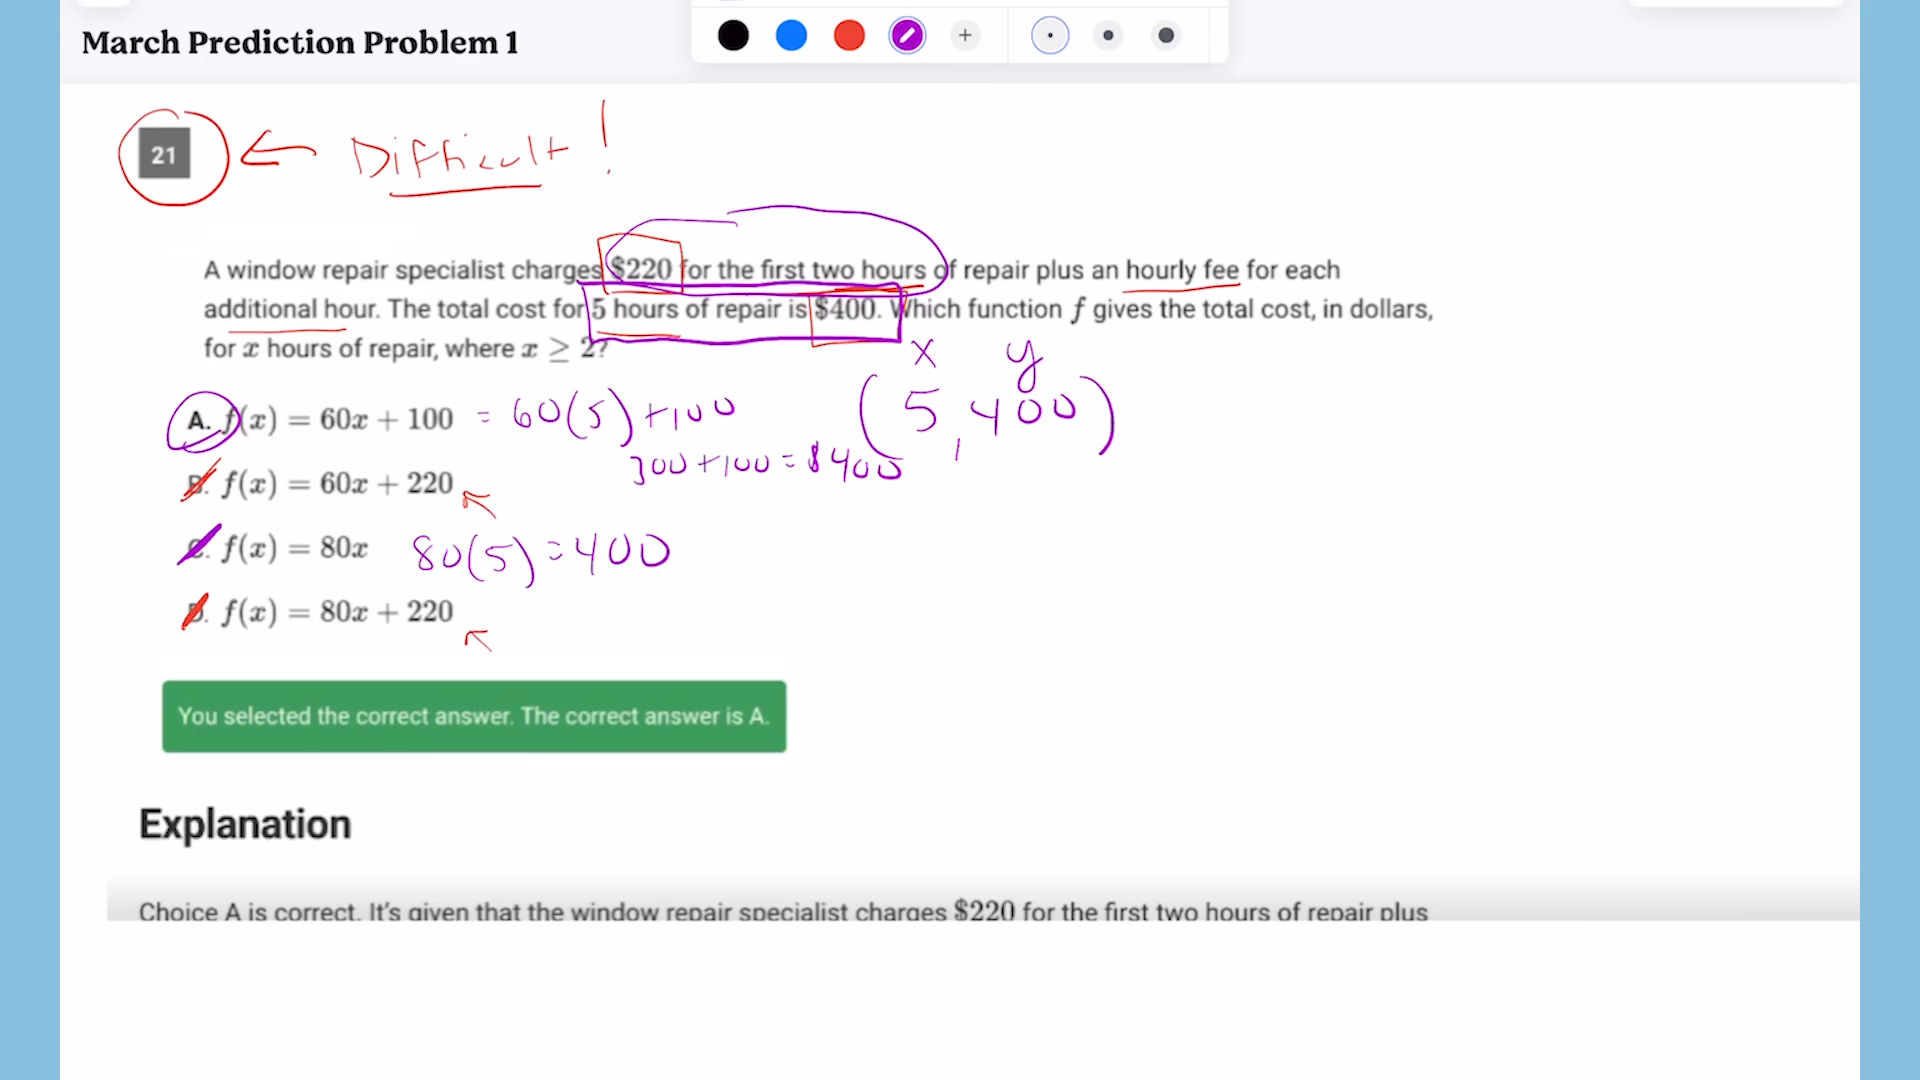 March Prediction Problem 1
21 ← Difficult!
A window repair specialist charges $220 for the first two hours of repair plus an hourly fee for each
additional hour. The total cost for 5 hours of repair is $400. Which function f gives the total cost, in dollars,
for x hours of repair, where x ≥ 2?
x y
A. f(x) = 60x + 100 = 60(5)+100 (5,400)
300+100=$400
B. f(x) = 60x + 220
C. f(x) = 80x 80(5)=400
D. f(x) = 80x + 220
You selected the correct answer. The correct answer is A.
Explanation
Choice A is correct. It's given that the window repair specialist charges $220 for the first two hours of repair plus